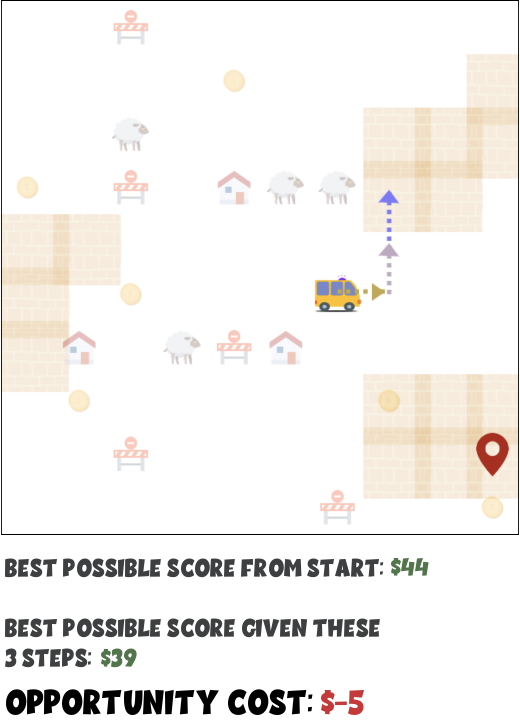 BEST POSSIBLE SCORE FROM START: $44
BEST POSSIBLE SCORE GIVEN THESE
3 STEPS: $39
OPPORTUNITY COST: $-5